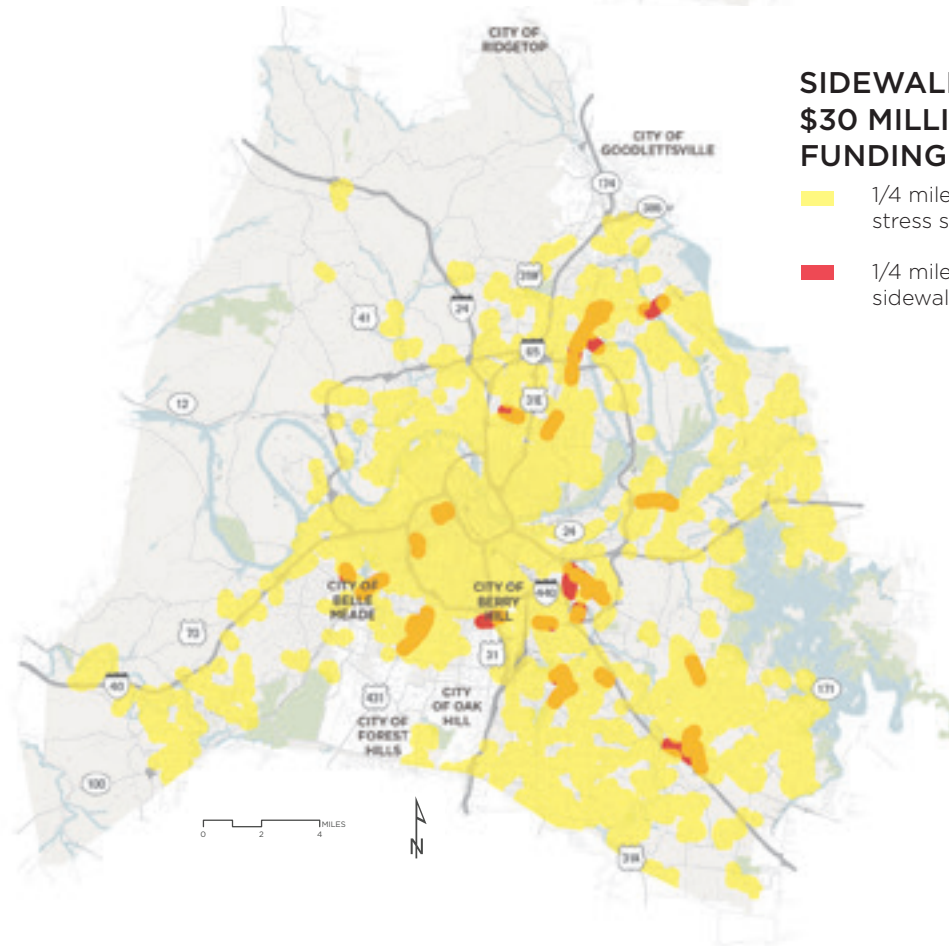 CITY OF
RIDGETOP
CITY OF
GOODLETTSVILLE
174
386
SIDEWAL
$30 MILLI
FUNDING
1/4 mile
stress s
1/4 mile
sidewal
41
24
65
31E
12
24
440
CITY OF
BELLE
MEADE
CITY OF
BERRY
HILL
70
31
40
431
CITY
OF OAK
HILL
CITY OF
FOREST
HILLS
171
100
0 2 4 MILES
N
31A